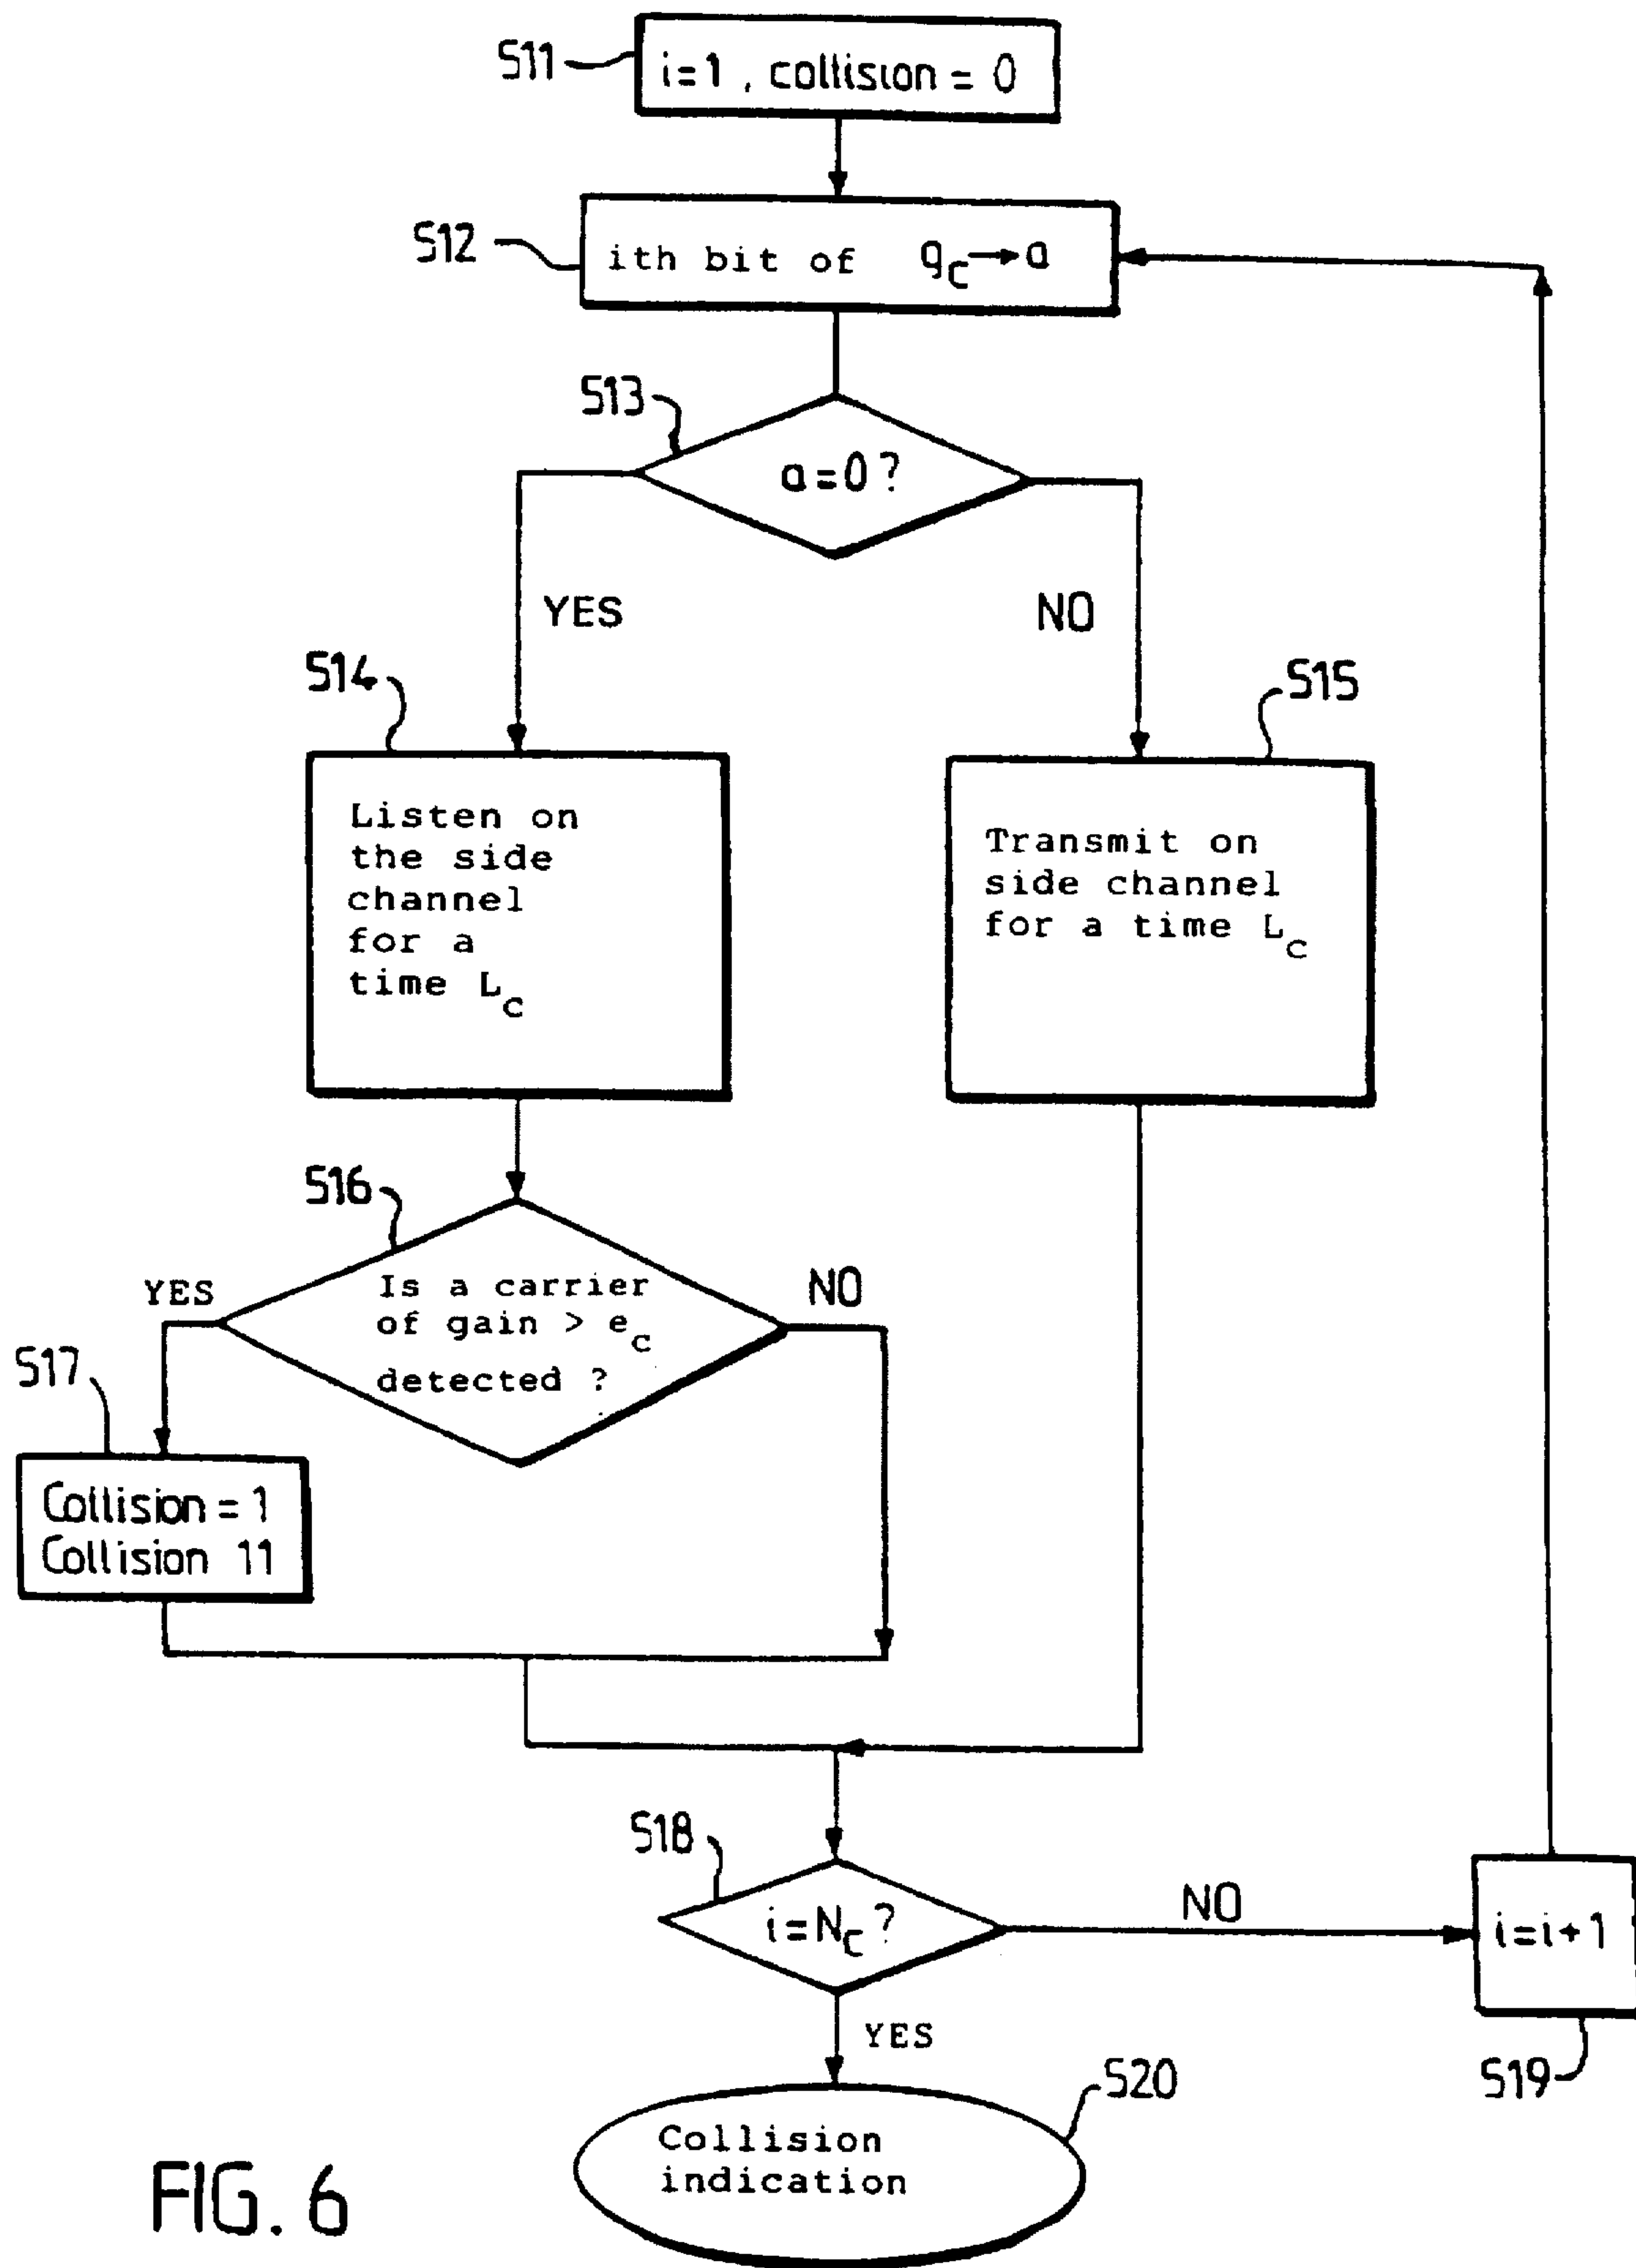 S11
i=1, collision = 0
S12
ith bit of g_c → a
S13
a=0?
YES
NO
S14
S15
Listen on
the side
channel
for a
time L_c
Transmit on
side channel
for a time L_c
S16
YES
Is a carrier
of gain > e_c
detected ?
NO
S17
Collision = 1
Collision 11
S18
i=N_c ?
NO
i=i+1
YES
S19
S20
Collision
indication
FIG. 6